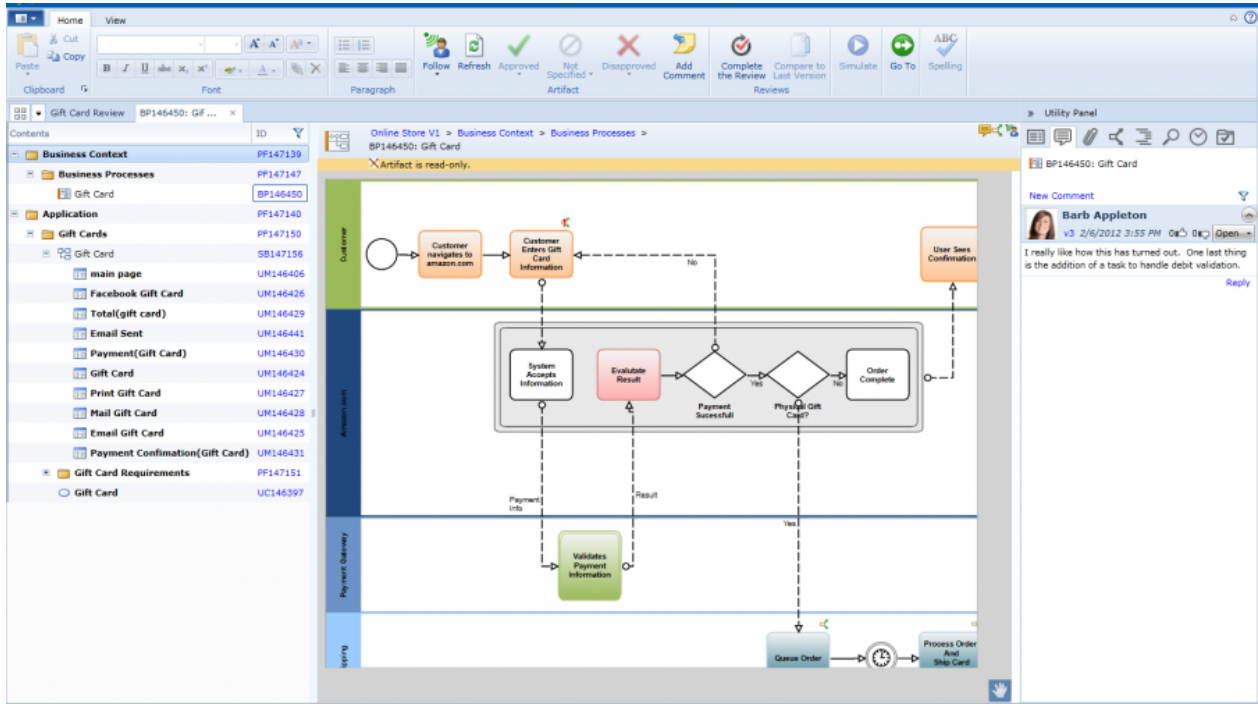 Home
View
Cut
Copy
Paste
Clipboard
Font
Paragraph
Follow
Refresh
Approved
Not
Specified
Disapproved
Add
Comment
Artifact
Complete
the Review
Compare to
Last Version
Reviews
Simulate
Go To
ABC
Spelling
Gift Card Review
BP146450: Gif ...
Utility Panel
Contents
ID
Business Context PF147139
Business Processes PF147147
Gift Card BP146450
Application PF147140
Gift Cards PF147150
Gift Card SB147156
main page UM146406
Facebook Gift Card UM146426
Total(gift card) UM146429
Email Sent UM146441
Payment(Gift Card) UM146430
Gift Card UM146424
Print Gift Card UM146427
Mail Gift Card UM146428
Email Gift Card UM146425
Payment Confimation(Gift Card) UM146431
Gift Card Requirements PF147151
Gift Card UC146397
Online Store V1 > Business Context > Business Processes >
BP146450: Gift Card
Artifact is read-only.
Customer
Customer
navigates to
amazon.com
Customer
Enters Gift
Card
Information
No
User Sees
Confirmation
Amazon.com
System
Accepts
Information
Evalutate
Result
Payment
Sucessfull
Yes
Physical Gift
Card?
No
Order
Complete
Payment
Info
Result
Yes
Payment Gateway
Validates
Payment
Information
pping
Queue Order
Process Order
And
Ship Card
BP146450: Gift Card
New Comment
Barb Appleton
v3 2/6/2012 3:55 PM 0 0 Open
I really like how this has turned out. One last thing
is the addition of a task to handle debit validation.
Reply